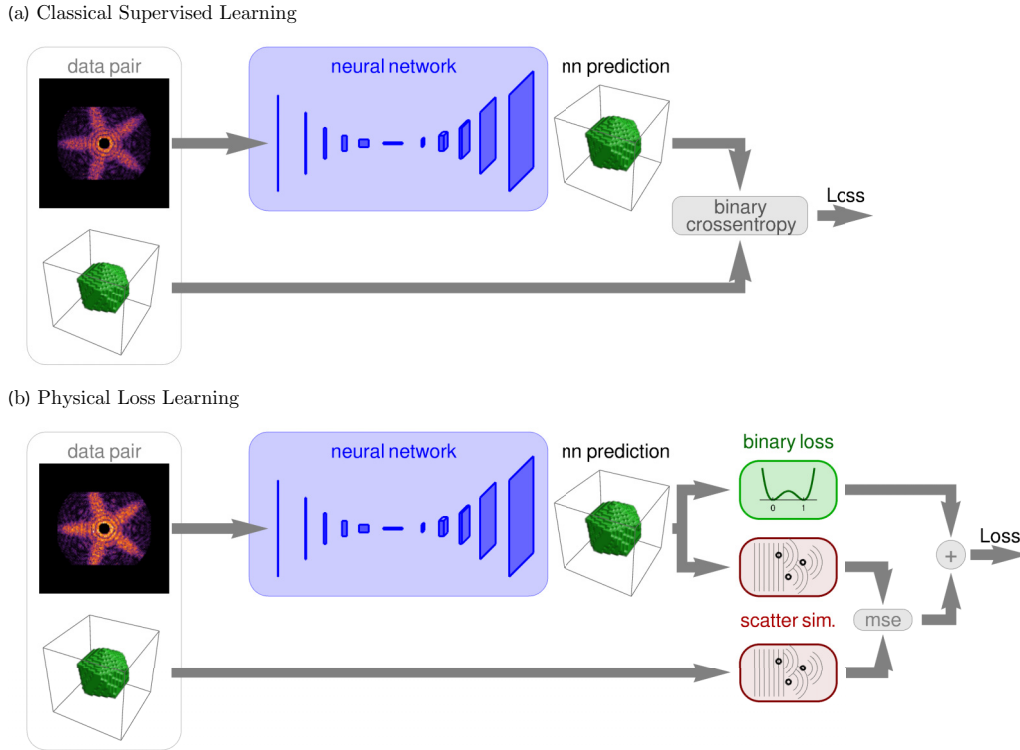 (a) Classical Supervised Learning
data pair
neural network
nn prediction
binary
crossentropy
Loss
(b) Physical Loss Learning
data pair
neural network
nn prediction
binary loss
0 1
scatter sim.
mse
+
Loss